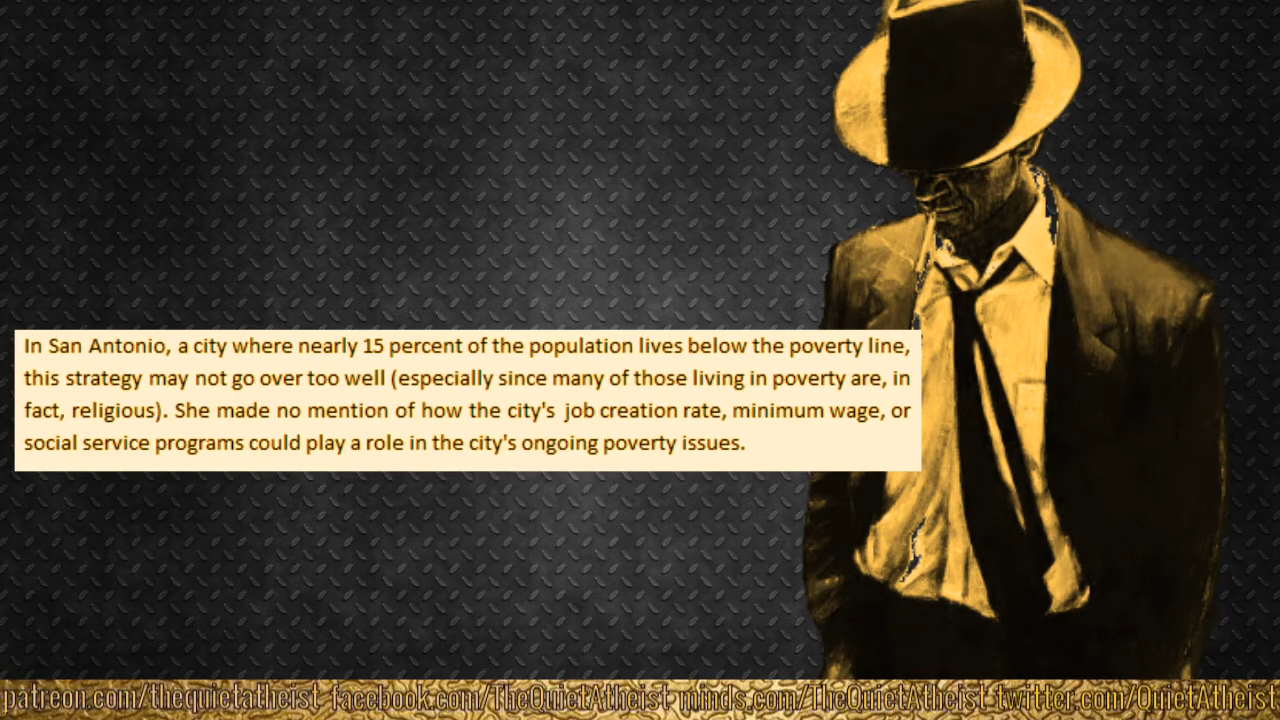 In San Antonio, a city where nearly 15 percent of the population lives below the poverty line,
this strategy may not go over too well (especially since many of those living in poverty are, in
fact, religious). She made no mention of how the city's job creation rate, minimum wage, or
social service programs could play a role in the city's ongoing poverty issues.
patreon.com/thequietatheist facebook.com/TheQuietAtheist minds.com/TheQuietAtheist twitter.com/QuietAtheist